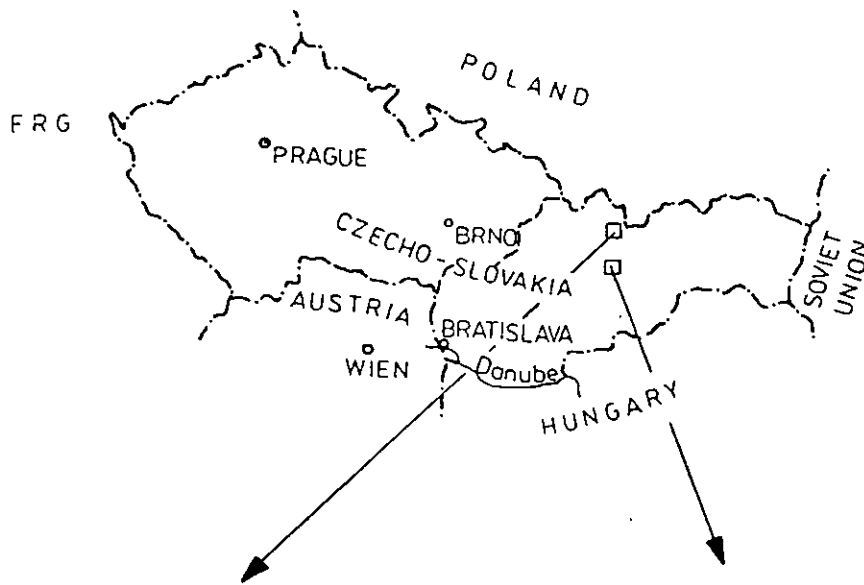 POLAND
FRG
PRAGUE
BRNO
CZECHO-SLOVAKIA
SOVIET
UNION
AUSTRIA
BRATISLAVA
WIEN
Danube
HUNGARY